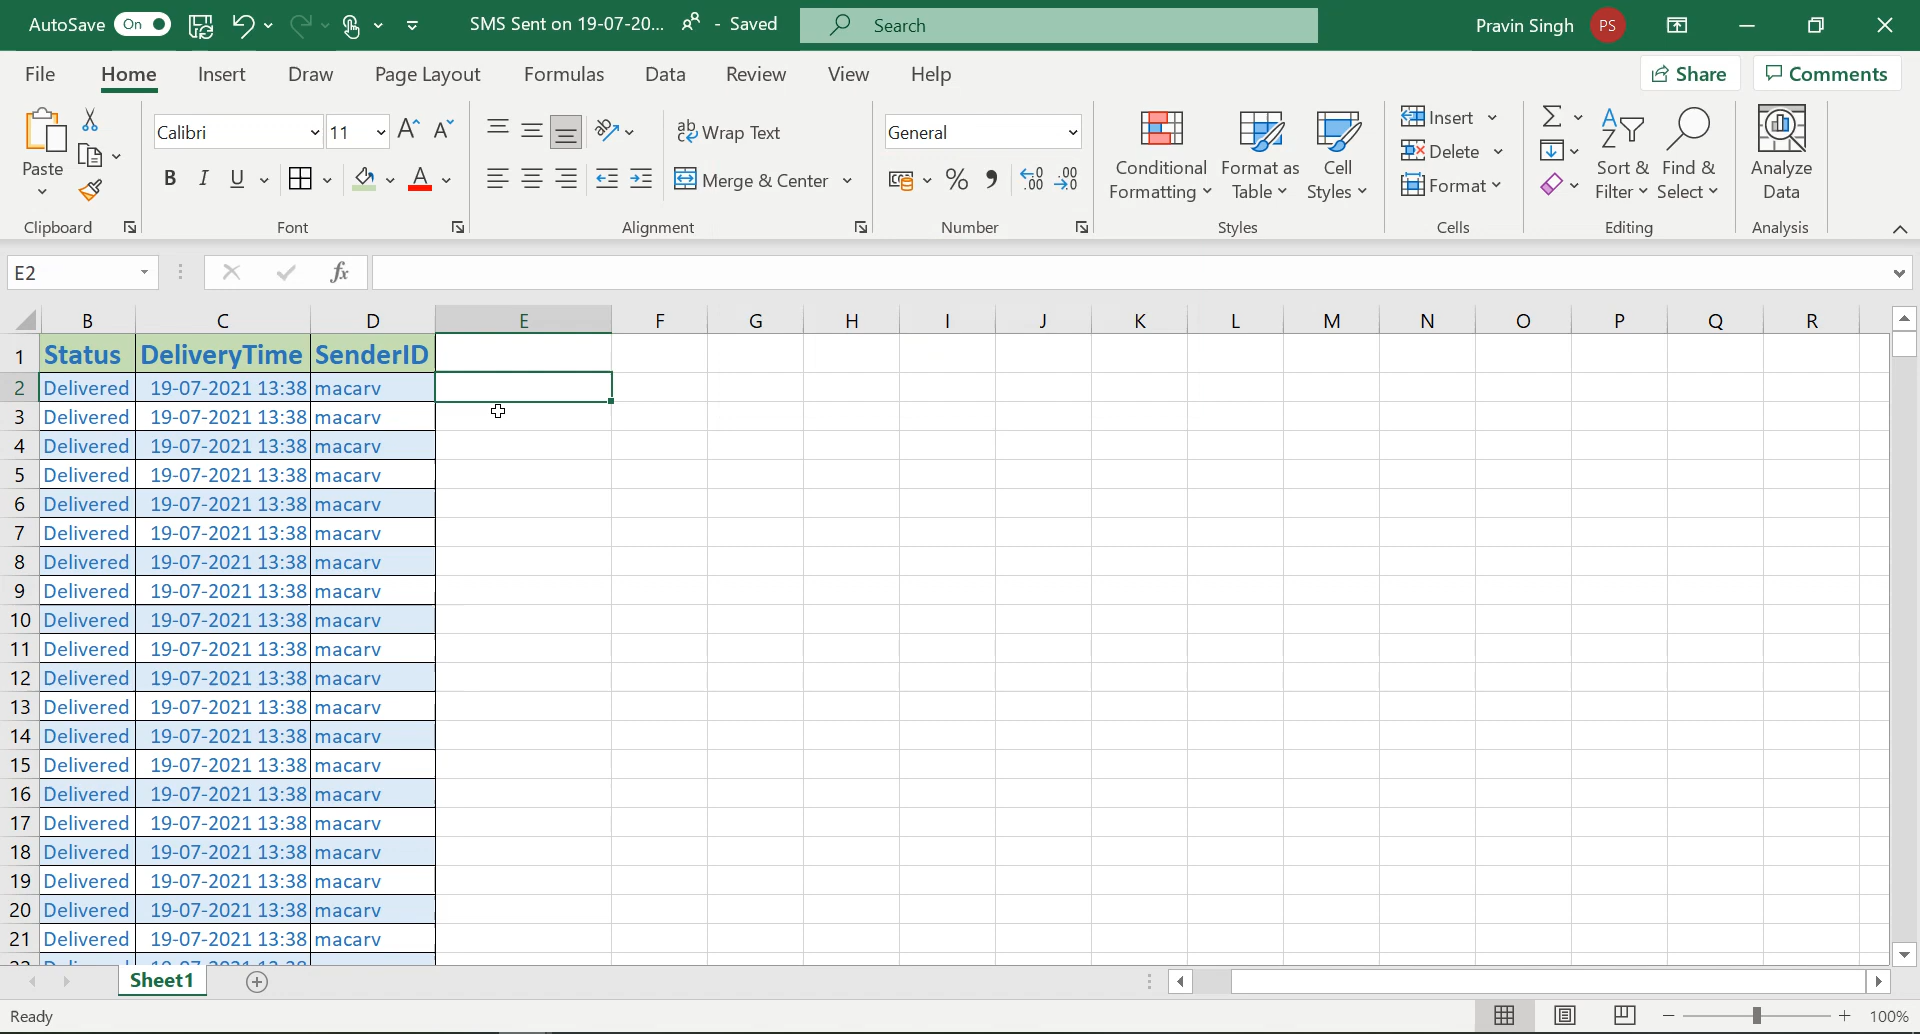 AutoSave On SMS Sent on 19-07-20... - Saved Search Pravin Singh PS
File Home Insert Draw Page Layout Formulas Data Review View Help Share Comments
Paste Clipboard
Calibri 11 B I U A Font
ab Wrap Text Merge & Center Alignment
General % Number
Conditional Formatting Format as Table Cell Styles Styles
Insert Delete Format Cells
Sort & Filter Find & Select Editing
Analyze Data Analysis
E2 fx
B C D E F G H I J K L M N O P Q R
1 Status DeliveryTime SenderID
2 Delivered 19-07-2021 13:38 macarv
3 Delivered 19-07-2021 13:38 macarv
4 Delivered 19-07-2021 13:38 macarv
5 Delivered 19-07-2021 13:38 macarv
6 Delivered 19-07-2021 13:38 macarv
7 Delivered 19-07-2021 13:38 macarv
8 Delivered 19-07-2021 13:38 macarv
9 Delivered 19-07-2021 13:38 macarv
10 Delivered 19-07-2021 13:38 macarv
11 Delivered 19-07-2021 13:38 macarv
12 Delivered 19-07-2021 13:38 macarv
13 Delivered 19-07-2021 13:38 macarv
14 Delivered 19-07-2021 13:38 macarv
15 Delivered 19-07-2021 13:38 macarv
16 Delivered 19-07-2021 13:38 macarv
17 Delivered 19-07-2021 13:38 macarv
18 Delivered 19-07-2021 13:38 macarv
19 Delivered 19-07-2021 13:38 macarv
20 Delivered 19-07-2021 13:38 macarv
21 Delivered 19-07-2021 13:38 macarv
Sheet1
Ready 100%